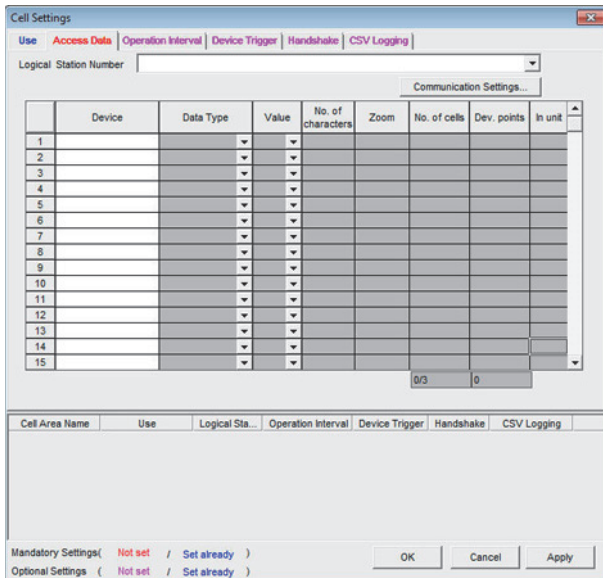 Cell Settings
Use Access Data Operation Interval Device Trigger Handshake CSV Logging
Logical Station Number
Communication Settings...
Device Data Type Value No. of characters Zoom No. of cells Dev. points In unit
1
2
3
4
5
6
7
8
9
10
11
12
13
14
15
0/3 0
Cell Area Name Use Logical Sta... Operation Interval Device Trigger Handshake CSV Logging
Mandatory Settings( Not set / Set already )
Optional Settings ( Not set / Set already )
OK Cancel Apply